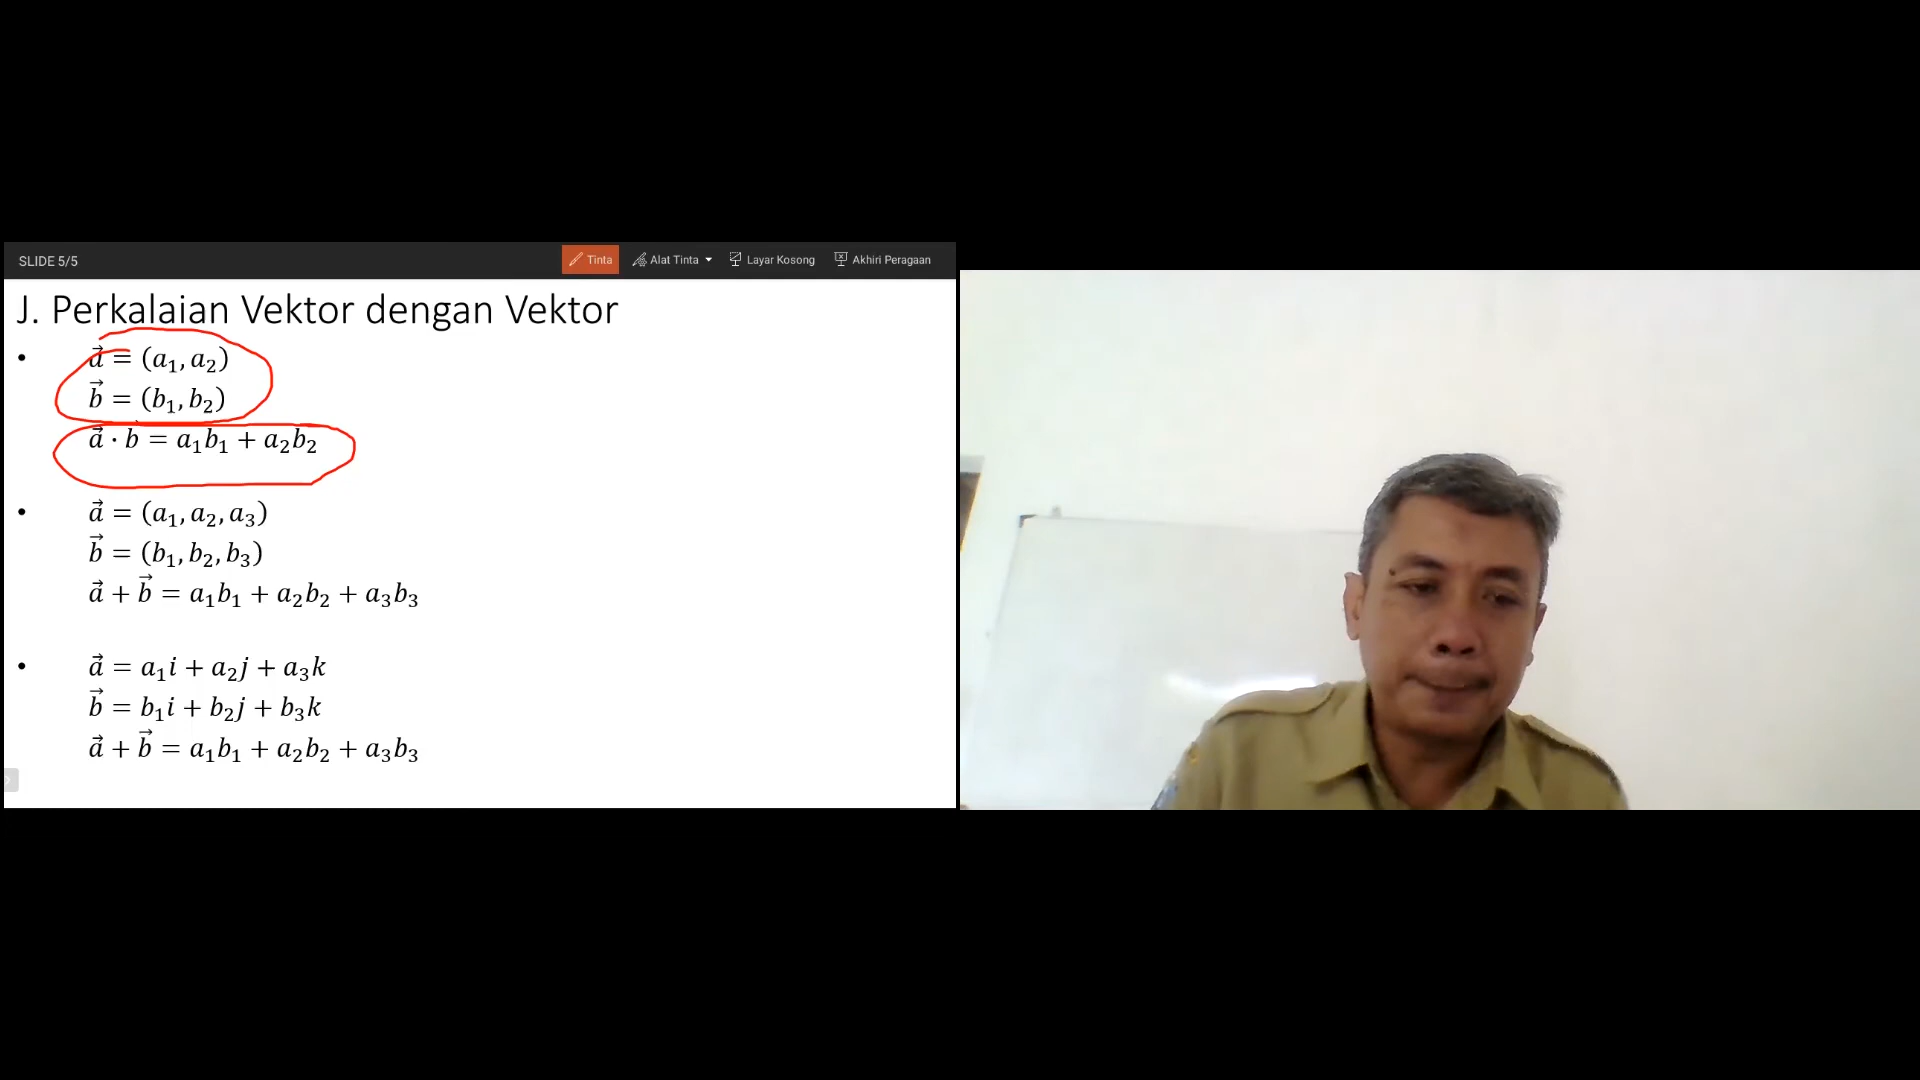 SLIDE 5/5
Tinta
Alat Tinta
Layar Kosong
Akhiri Peragaan
J. Perkalaian Vektor dengan Vektor
• a⃗ = (a₁, a₂)
b⃗ = (b₁, b₂)
a⃗ · b⃗ = a₁b₁ + a₂b₂
• a⃗ = (a₁, a₂, a₃)
b⃗ = (b₁, b₂, b₃)
a⃗ + b⃗ = a₁b₁ + a₂b₂ + a₃b₃
• a⃗ = a₁i + a₂j + a₃k
b⃗ = b₁i + b₂j + b₃k
a⃗ + b⃗ = a₁b₁ + a₂b₂ + a₃b₃